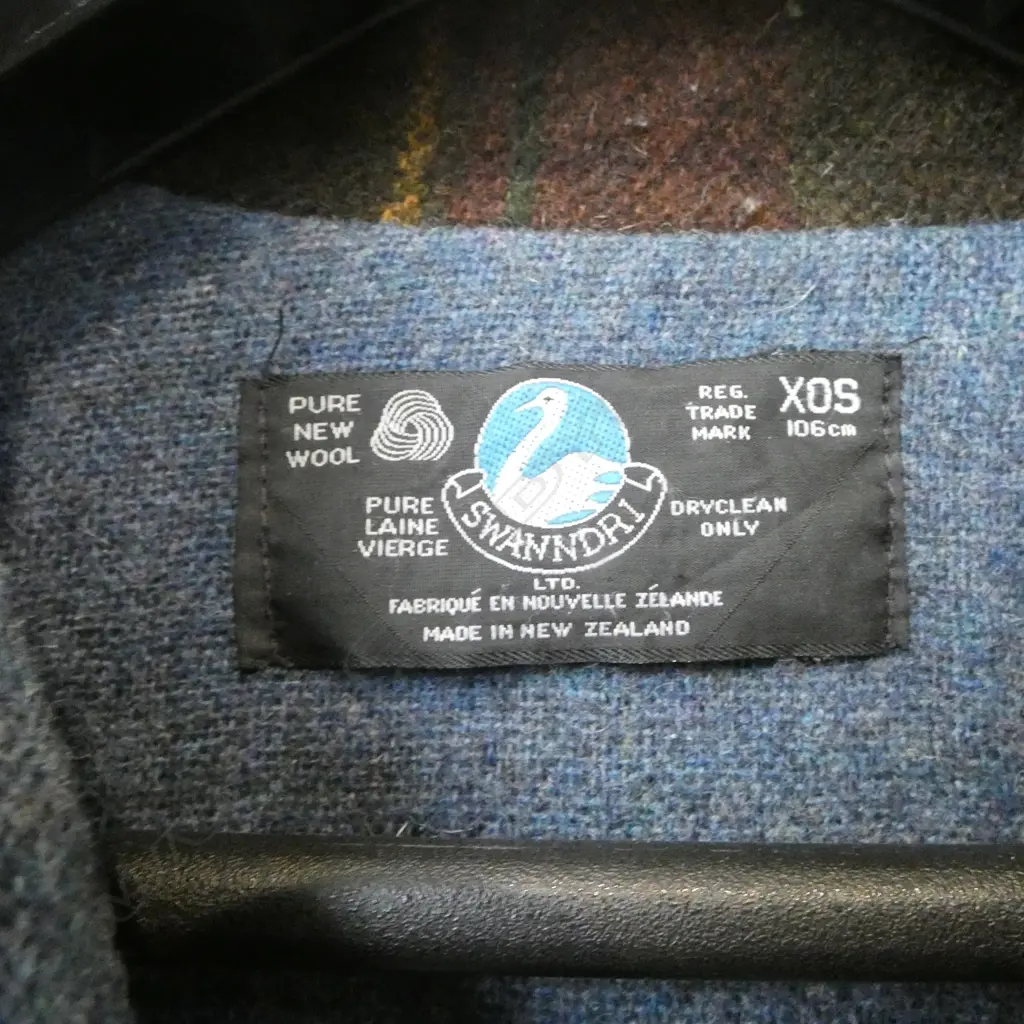 PURE
NEW
WOOL
REG.
TRADE
MARK
XOS
106cm
PURE
LAINE
VIERGE
SWANNDRI
DRYCLEAN
ONLY
LTD.
FABRIQUÉ EN NOUVELLE ZÉLANDE
MADE IN NEW ZEALAND